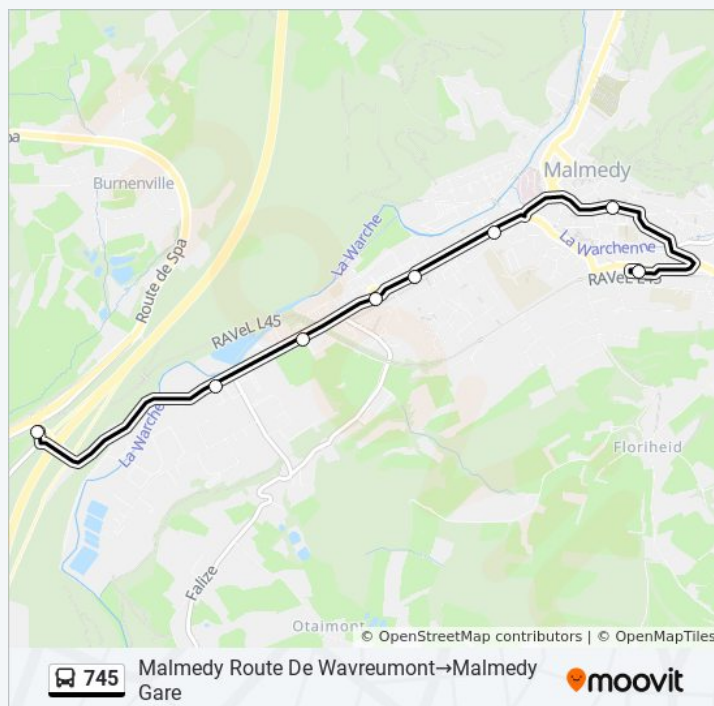 Malmedy
Burnenville
La Warche
La Warchenne
Route de Spa
RAVeL L45
RAVeL L45
La Warche
Floriheid
Falize
Otaimont
© OpenStreetMap contributors | © OpenMapTiles
745
Malmedy Route De Wavreumont→Malmedy
Gare
moovit